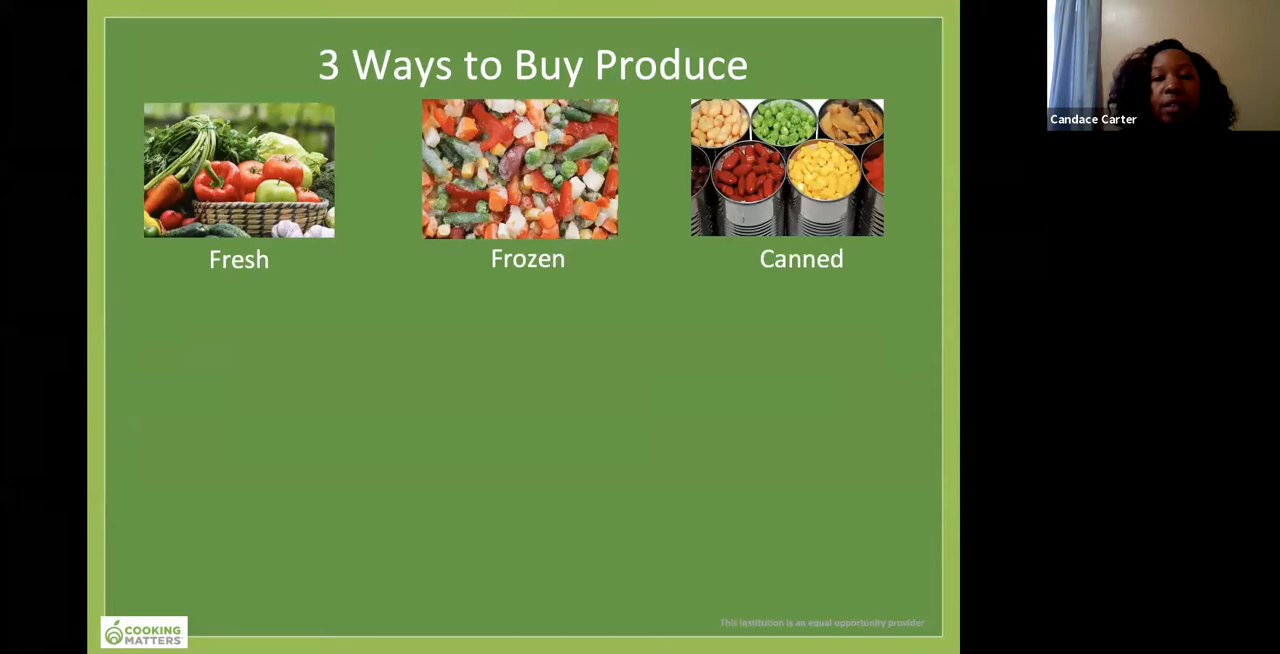 3 Ways to Buy Produce
Fresh
Frozen
Canned
Candace Carter
COOKING
MATTERS
This institution is an equal opportunity provider